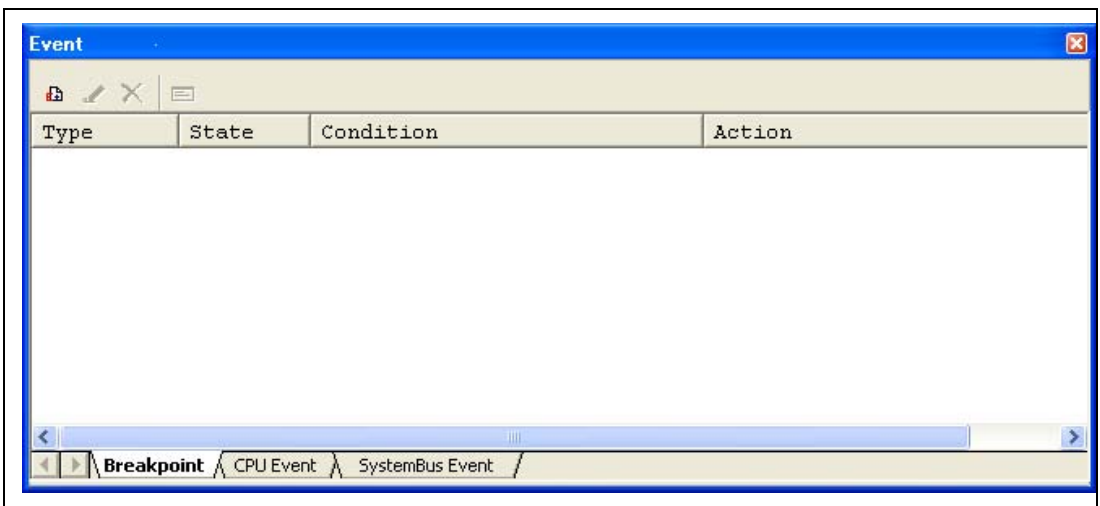 Event
Type State Condition Action
Breakpoint CPU Event SystemBus Event